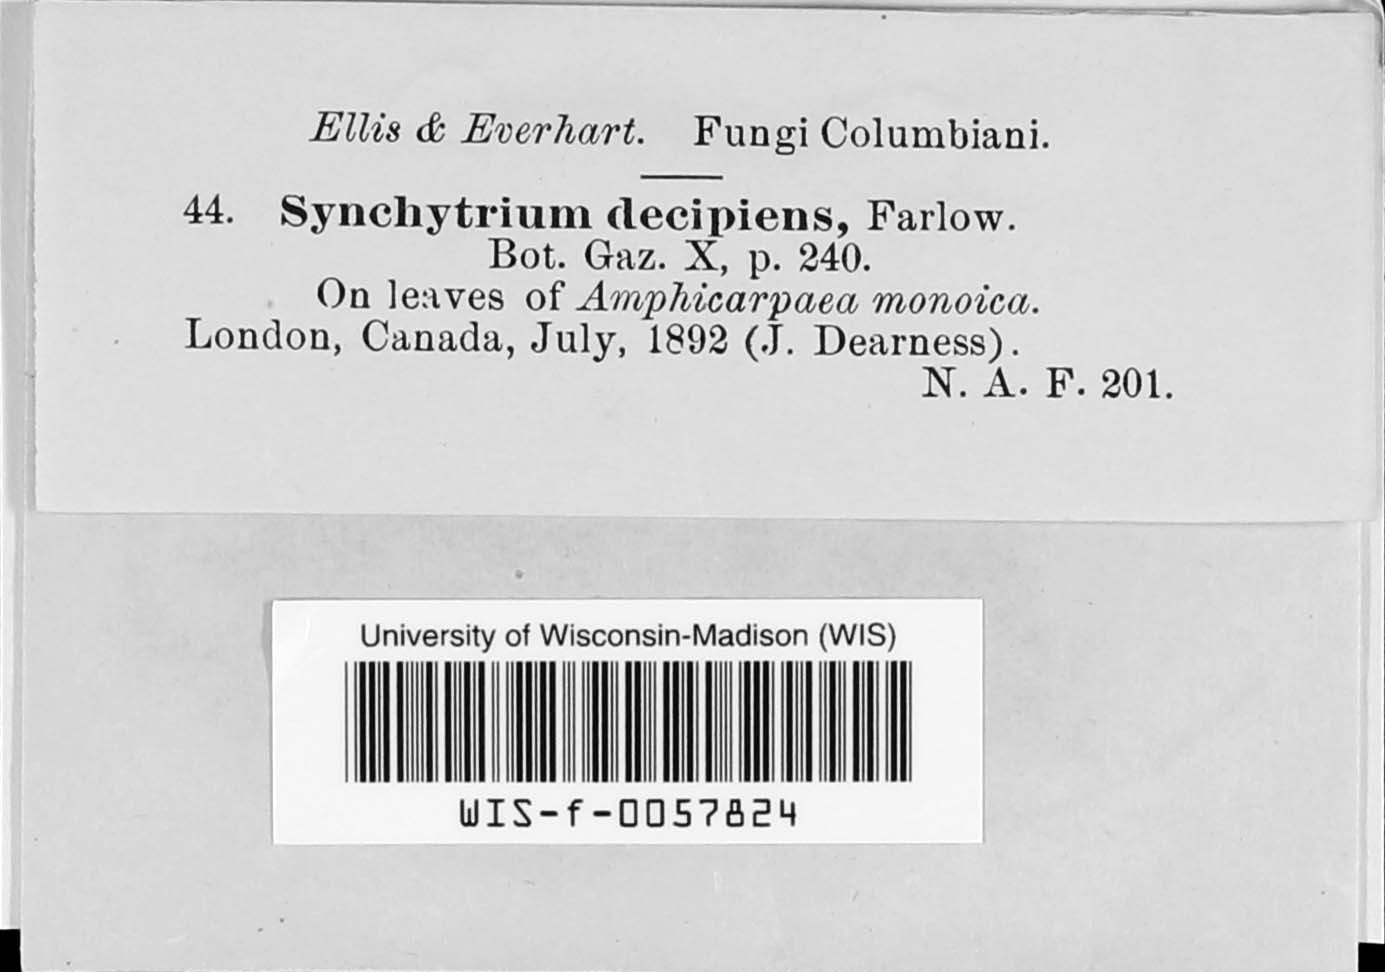 Ellis & Everhart. Fungi Columbiani.
44. Synchytrium decipiens, Farlow.
Bot. Gaz. X, p. 240.
On leaves of Amphicarpaea monoica.
London, Canada, July, 1892 (J. Dearness).
N. A. F. 201.
University of Wisconsin-Madison (WIS)
WIS-f-0057824